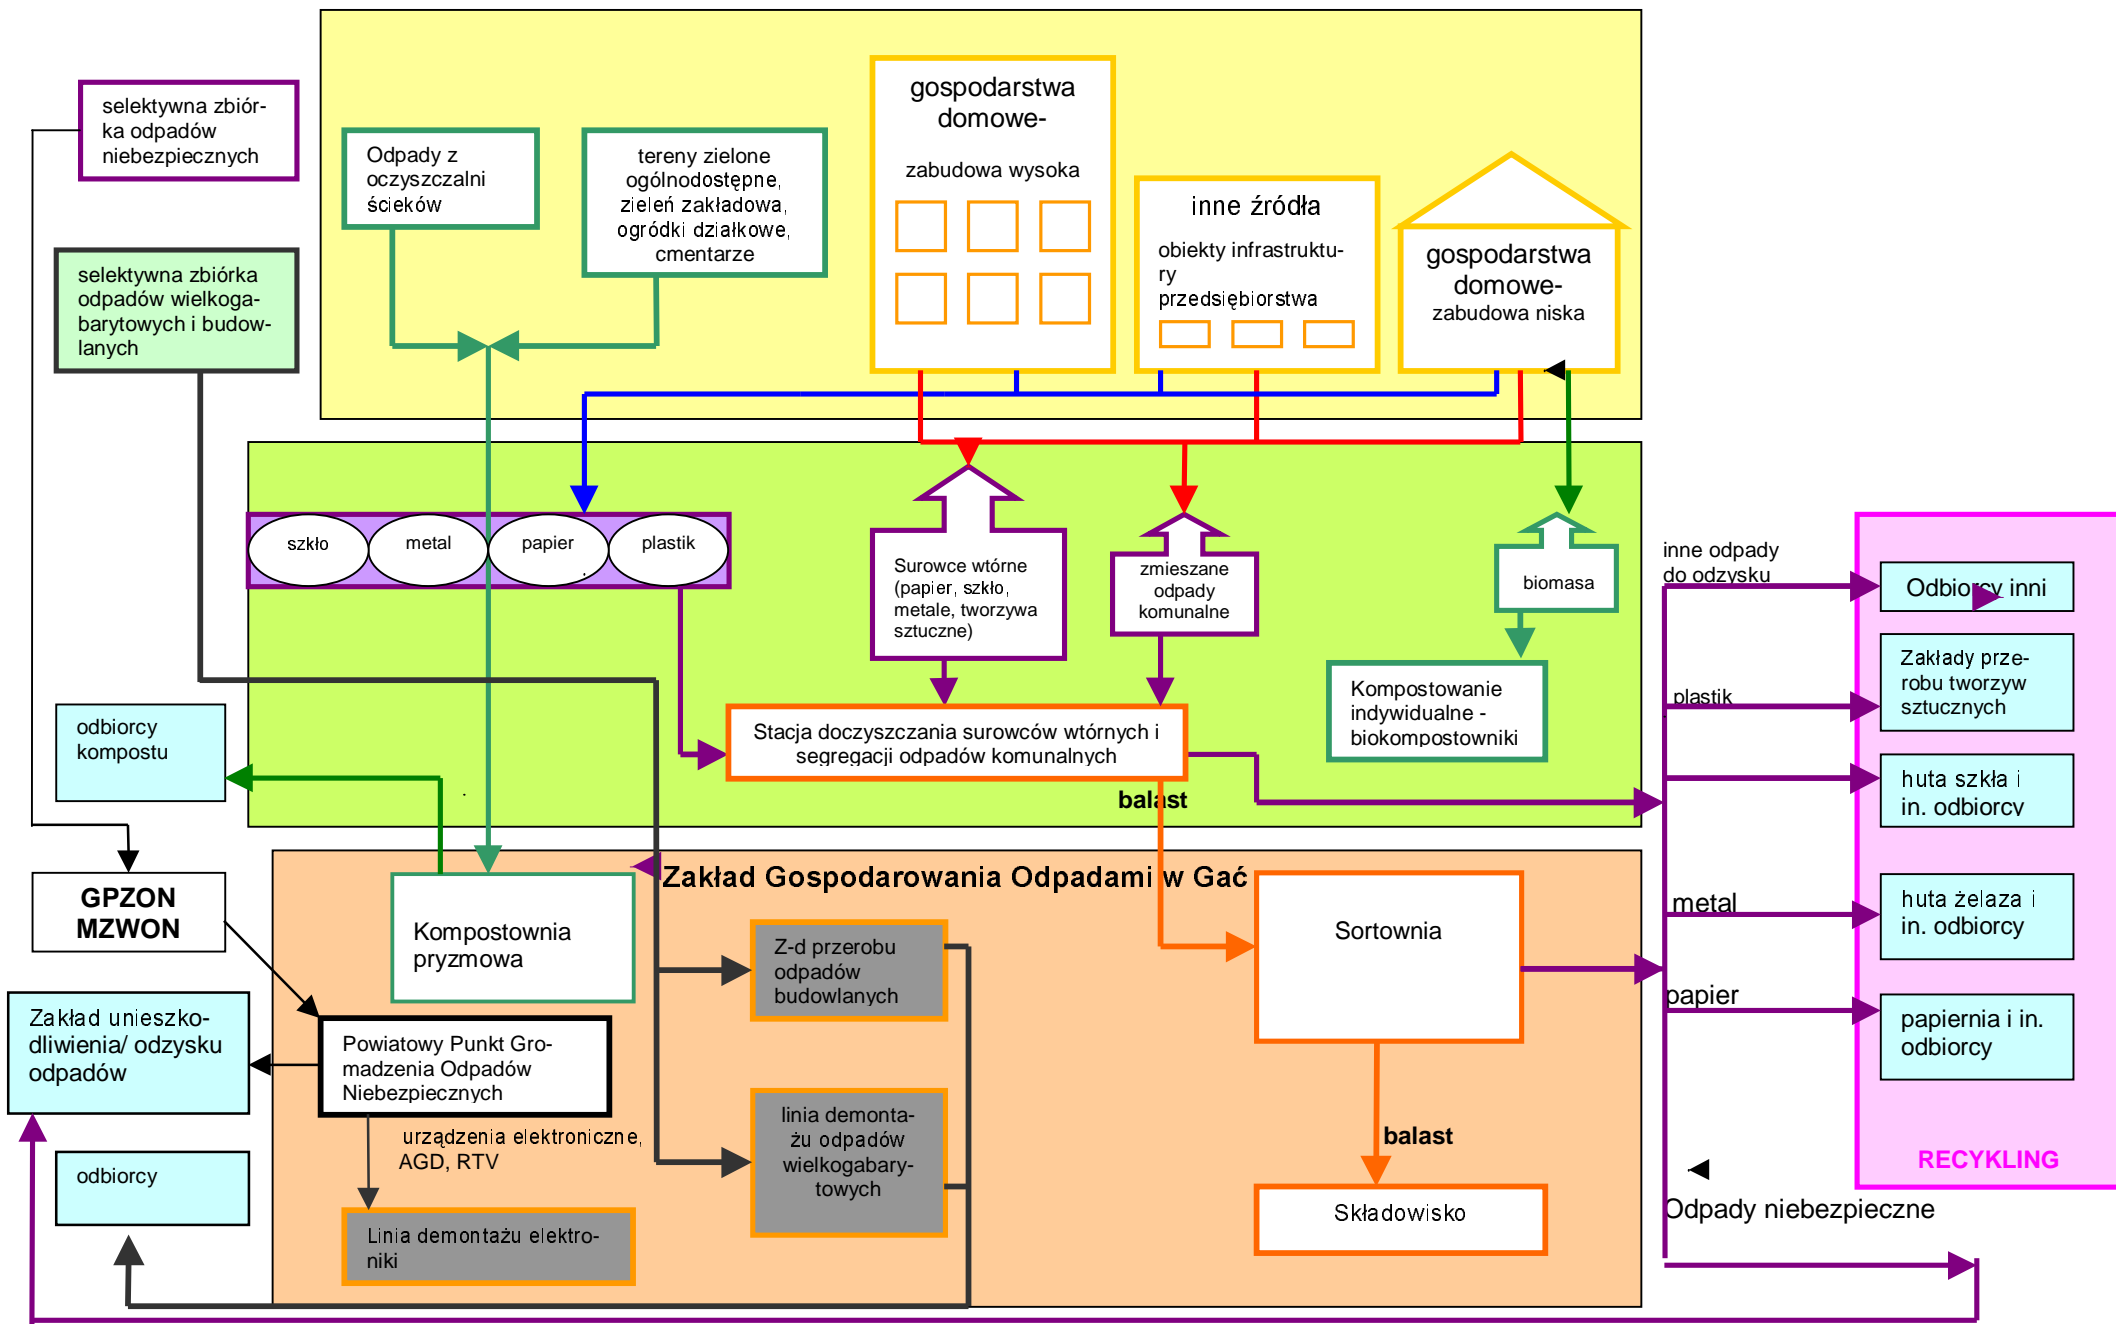 selektywna zbiór-
ka odpadów
niebezpiecznych
selektywna zbiórka
odpadów wielkoga-
barytowych i budow-
lanych
Odpady z
oczyszczalni
ścieków
tereny zielone
ogólnodostępne,
zieleń zakładowa,
ogródki działkowe,
cmentarze
gospodarstwa
domowe-
zabudowa wysoka
inne źródła
obiekty infrastruktu-
ry
przedsiębiorstwa
gospodarstwa
domowe-
zabudowa niska
szkło
metal
papier
plastik
Surowce wtórne
(papier, szkło,
metale, tworzywa
sztuczne)
zmieszane
odpady
komunalne
biomasa
Kompostowanie
indywidualne -
biokompostowniki
Stacja doczyszczania surowców wtórnych i
segregacji odpadów komunalnych
balast
odbiorcy
kompostu
GPZON
MZWON
Zakład unieszko-
dliwienia/ odzysku
odpadów
odbiorcy
Zakład Gospodarowania Odpadami w Gać
Kompostownia
pryzmowa
Powiatowy Punkt Gro-
madzenia Odpadów
Niebezpiecznych
urządzenia elektroniczne,
AGD, RTV
Linia demontażu elektro-
niki
Z-d przerobu
odpadów
budowlanych
linia demonta-
żu odpadów
wielkogabary-
towych
Sortownia
balast
Składowisko
inne odpady
do odzysku
plastik
metal
papier
Odpady niebezpieczne
Odbiorcy inni
Zakłady prze-
robu tworzyw
sztucznych
huta szkła i
in. odbiorcy
huta żelaza i
in. odbiorcy
papiernia i in.
odbiorcy
RECYKLING